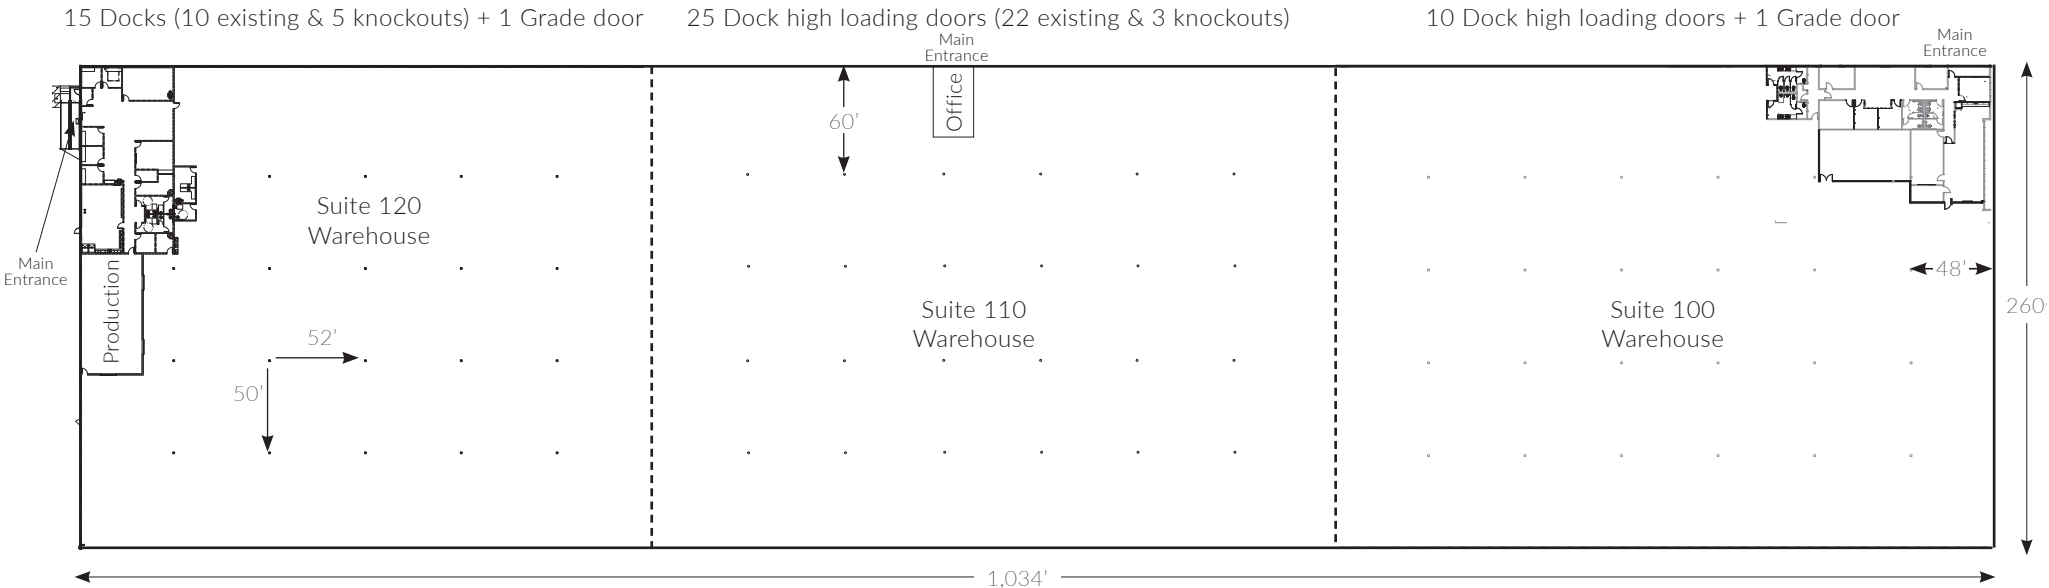 15 Docks (10 existing & 5 knockouts) + 1 Grade door
25 Dock high loading doors (22 existing & 3 knockouts)
10 Dock high loading doors + 1 Grade door
Main
Entrance
Main
Entrance
Office
60’
Suite 120
Warehouse
Main
Entrance
Production
48’
260’
Suite 110
Warehouse
Suite 100
Warehouse
52’
50’
1,034’